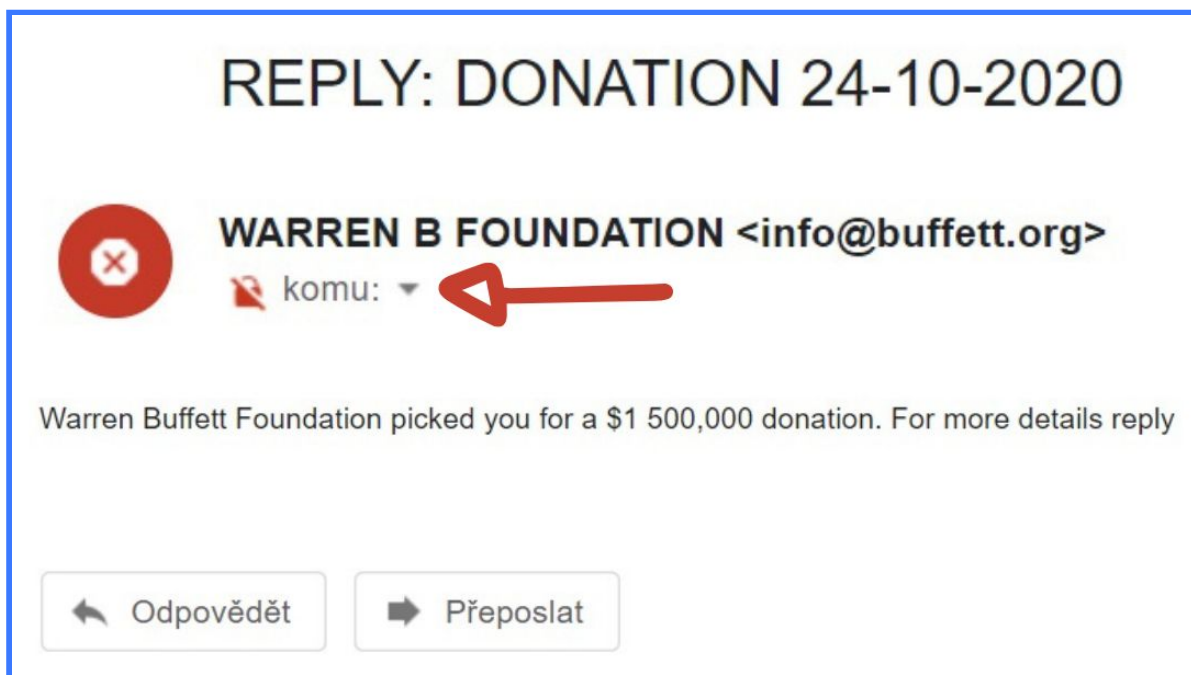 REPLY: DONATION 24-10-2020
WARREN B FOUNDATION <info@buffett.org>
komu:
Warren Buffett Foundation picked you for a $1 500,000 donation. For more details reply
Odpovědět
Přeposlat